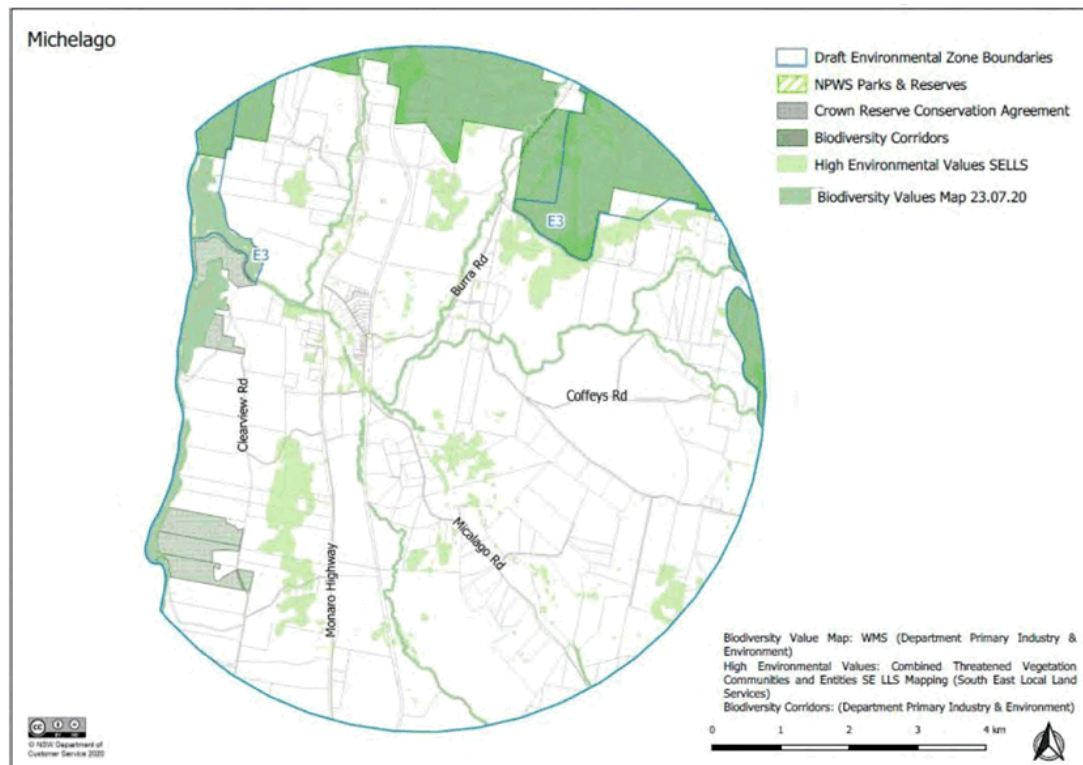 Michelago
Draft Environmental Zone Boundaries
NPWS Parks & Reserves
Crown Reserve Conservation Agreement
Biodiversity Corridors
High Environmental Values SELLS
Biodiversity Values Map 23.07.20
E3
E3
Burra Rd
Clearview Rd
Coffeys Rd
Micalago Rd
Monaro Highway
Biodiversity Value Map: WMS (Department Primary Industry &
Environment)
High Environmental Values: Combined Threatened Vegetation
Communities and Entities SE LLS Mapping (South East Local Land
Services)
Biodiversity Corridors: (Department Primary Industry & Environment)
0 1 2 3 4 km
cc
© NSW Department of
Customer Service 2020